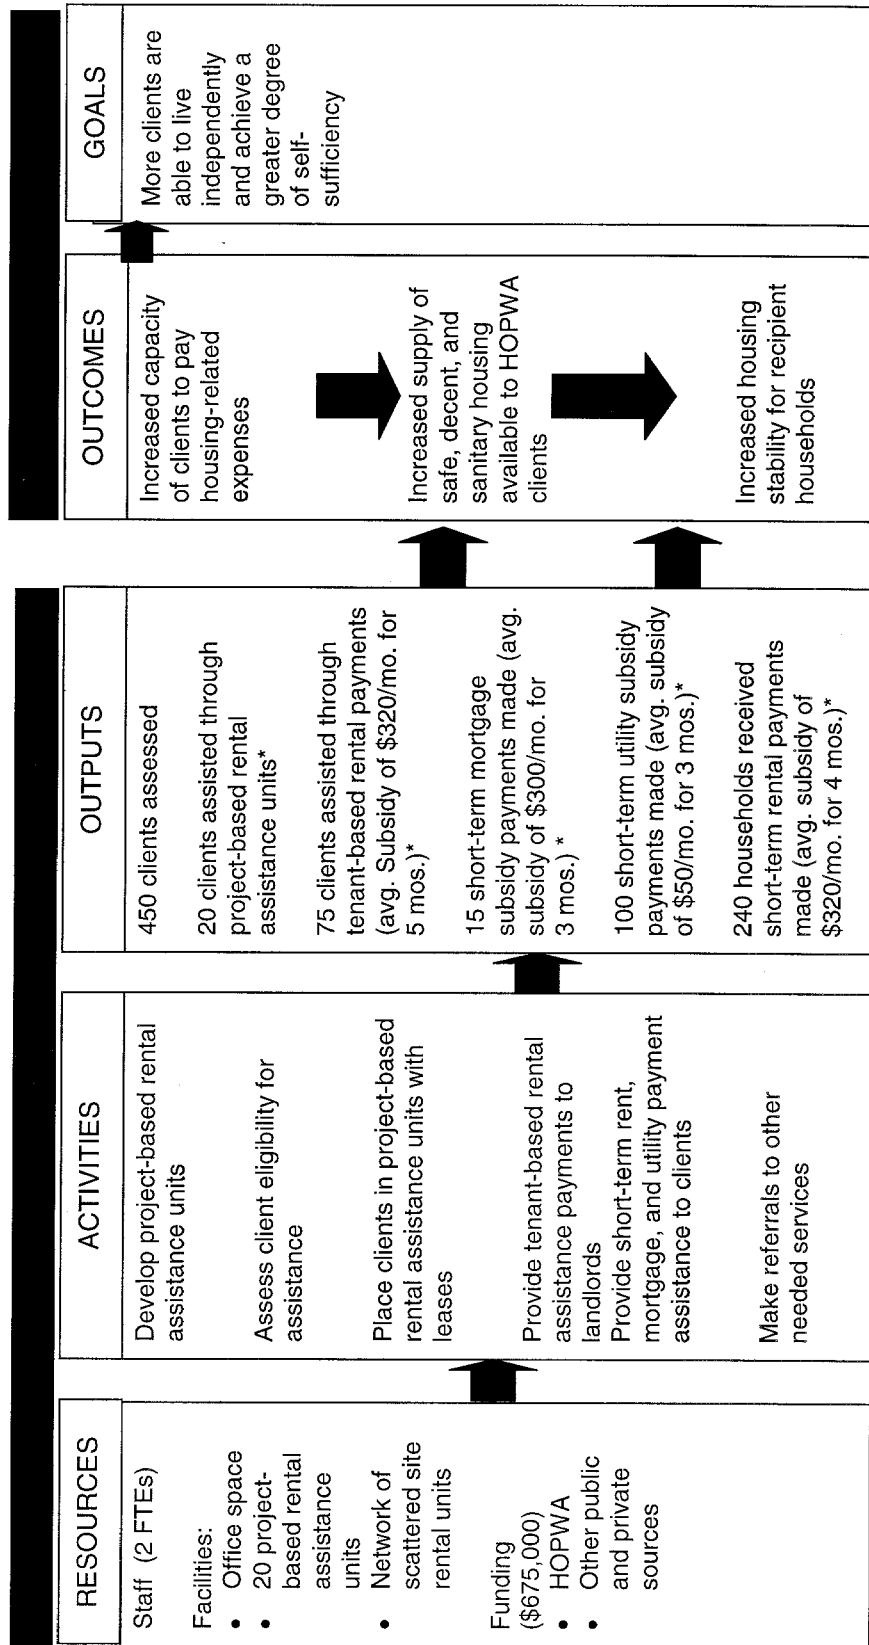 RESOURCES
Staff (2 FTEs)
Facilities:
• Office space
• 20 project-
based rental
assistance
units
• Network of
scattered site
rental units
Funding
($675,000)
• HOPWA
• Other public
and private
sources
ACTIVITIES
Develop project-based rental
assistance units
Assess client eligibility for
assistance
Place clients in project-based
rental assistance units with
leases
Provide tenant-based rental
assistance payments to
landlords
Provide short-term rent,
mortgage, and utility payment
assistance to clients
Make referrals to other
needed services
OUTPUTS
450 clients assessed
20 clients assisted through
project-based rental
assistance units*
75 clients assisted through
tenant-based rental payments
(avg. Subsidy of $320/mo. for
5 mos.)*
15 short-term mortgage
subsidy payments made (avg.
subsidy of $300/mo. for
3 mos.) *
100 short-term utility subsidy
payments made (avg. subsidy
of $50/mo. for 3 mos.)*
240 households received
short-term rental payments
made (avg. subsidy of
$320/mo. for 4 mos.)*
OUTCOMES
Increased capacity
of clients to pay
housing-related
expenses
Increased supply of
safe, decent, and
sanitary housing
available to HOPWA
clients
Increased housing
stability for recipient
households
GOALS
More clients are
able to live
independently
and achieve a
greater degree
of self-
sufficiency